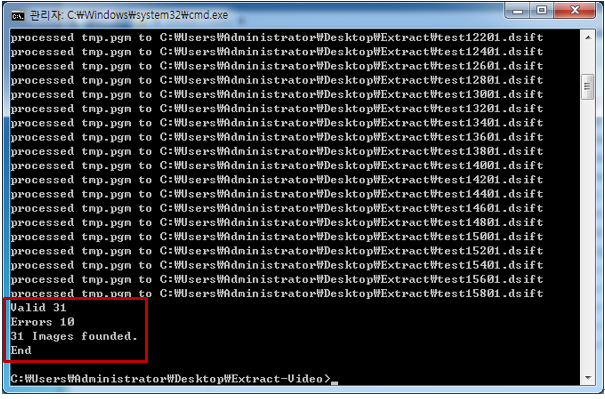 관리자: C:₩Windows₩system32₩cmd.exe
processed tmp.pgm to C:₩Users₩Administrator₩Desktop₩Extract₩test12201.dsift
processed tmp.pgm to C:₩Users₩Administrator₩Desktop₩Extract₩test12401.dsift
processed tmp.pgm to C:₩Users₩Administrator₩Desktop₩Extract₩test12601.dsift
processed tmp.pgm to C:₩Users₩Administrator₩Desktop₩Extract₩test12801.dsift
processed tmp.pgm to C:₩Users₩Administrator₩Desktop₩Extract₩test13001.dsift
processed tmp.pgm to C:₩Users₩Administrator₩Desktop₩Extract₩test13201.dsift
processed tmp.pgm to C:₩Users₩Administrator₩Desktop₩Extract₩test13401.dsift
processed tmp.pgm to C:₩Users₩Administrator₩Desktop₩Extract₩test13601.dsift
processed tmp.pgm to C:₩Users₩Administrator₩Desktop₩Extract₩test13801.dsift
processed tmp.pgm to C:₩Users₩Administrator₩Desktop₩Extract₩test14001.dsift
processed tmp.pgm to C:₩Users₩Administrator₩Desktop₩Extract₩test14201.dsift
processed tmp.pgm to C:₩Users₩Administrator₩Desktop₩Extract₩test14401.dsift
processed tmp.pgm to C:₩Users₩Administrator₩Desktop₩Extract₩test14601.dsift
processed tmp.pgm to C:₩Users₩Administrator₩Desktop₩Extract₩test14801.dsift
processed tmp.pgm to C:₩Users₩Administrator₩Desktop₩Extract₩test15001.dsift
processed tmp.pgm to C:₩Users₩Administrator₩Desktop₩Extract₩test15201.dsift
processed tmp.pgm to C:₩Users₩Administrator₩Desktop₩Extract₩test15401.dsift
processed tmp.pgm to C:₩Users₩Administrator₩Desktop₩Extract₩test15601.dsift
processed tmp.pgm to C:₩Users₩Administrator₩Desktop₩Extract₩test15801.dsift
Valid 31
Errors 10
31 Images founded.
End
C:₩Users₩Administrator₩Desktop₩Extract-Video>_